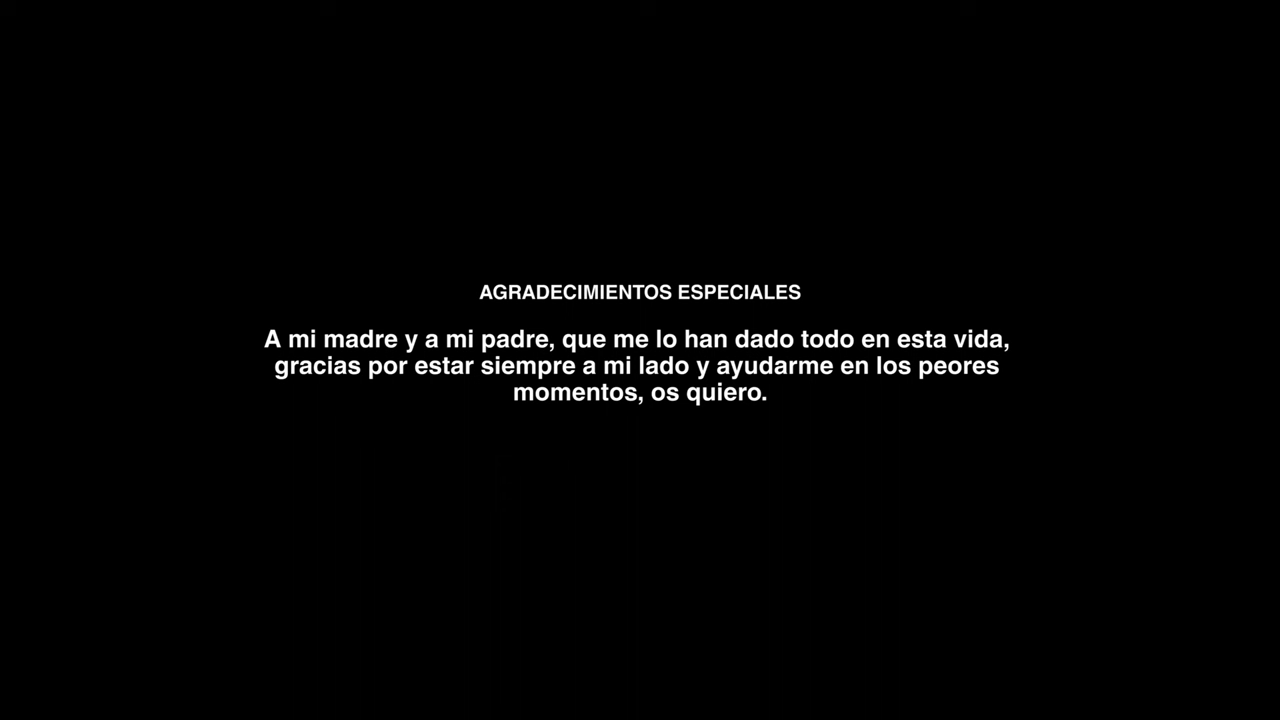 AGRADECIMIENTOS ESPECIALES
A mi madre y a mi padre, que me lo han dado todo en esta vida,
gracias por estar siempre a mi lado y ayudarme en los peores
momentos, os quiero.